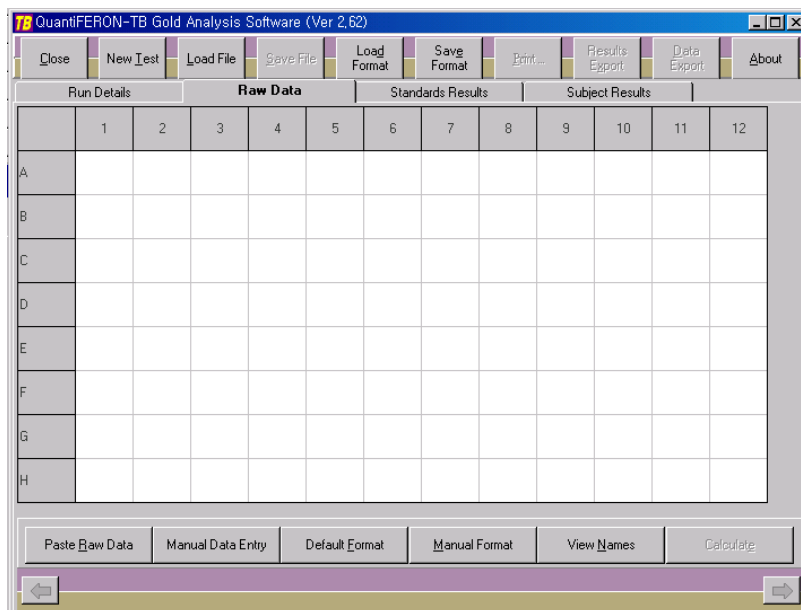 TB QuantiFERON-TB Gold Analysis Software (Ver 2,62)
Close New Test Load File Save File Load Format Save Format Print... Results Export Data Export About
Run Details Raw Data Standards Results Subject Results
1 2 3 4 5 6 7 8 9 10 11 12
A
B
C
D
E
F
G
H
Paste Raw Data Manual Data Entry Default Format Manual Format View Names Calculate